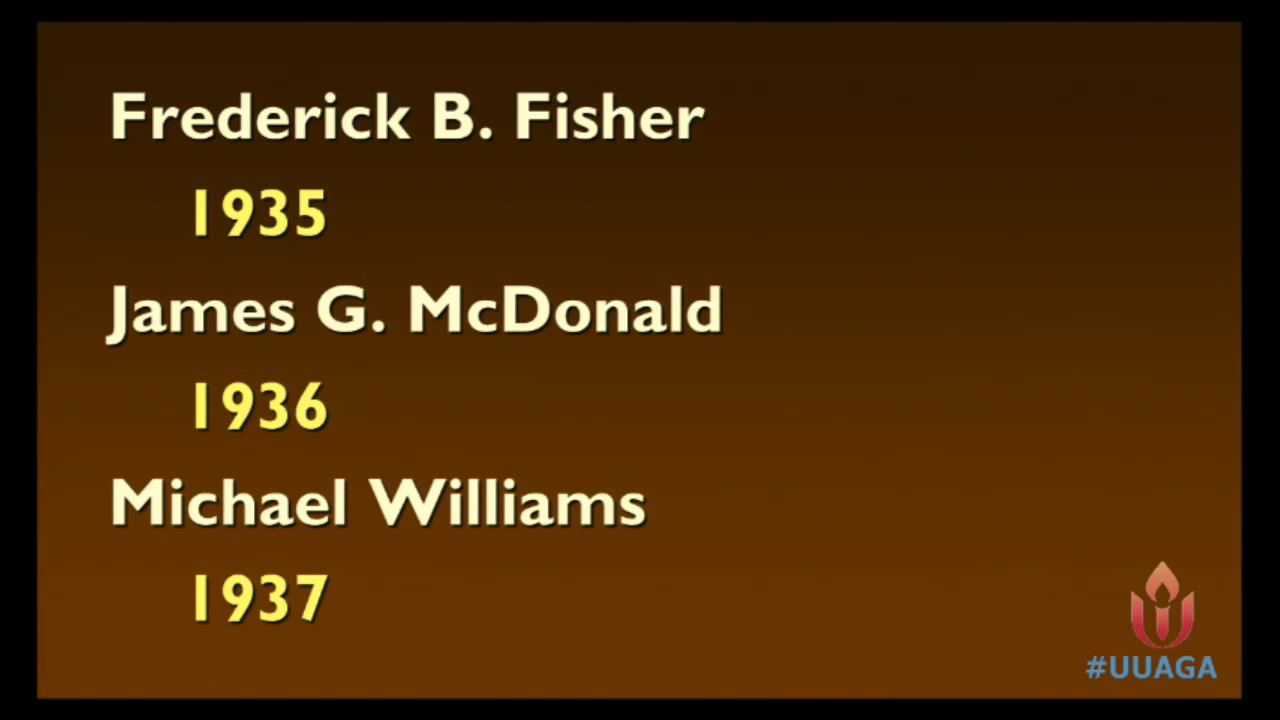 Frederick B. Fisher
1935
James G. McDonald
1936
Michael Williams
1937
#UUAGA